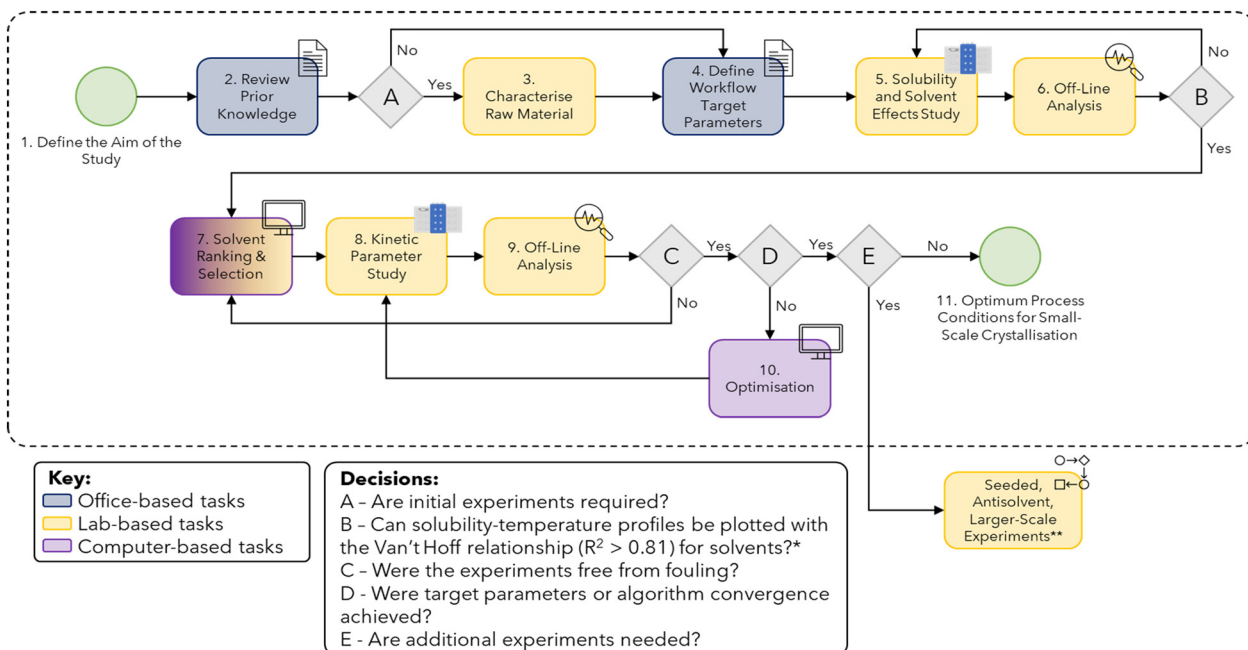 No
2. Review
Prior
Knowledge
A
Yes
3.
Characterise
Raw Material
4. Define
Workflow
Target
Parameters
5. Solubility
and Solvent
Effects Study
6. Off-Line
Analysis
No
B
Yes
1. Define the Aim of the
Study
7. Solvent
Ranking &
Selection
8. Kinetic
Parameter
Study
9. Off-Line
Analysis
C
Yes
D
Yes
E
No
No
No
Yes
11. Optimum Process
Conditions for Small-
Scale Crystallisation
10.
Optimisation
Key:
Office-based tasks
Lab-based tasks
Computer-based tasks
Decisions:
A – Are initial experiments required?
B – Can solubility-temperature profiles be plotted with
the Van't Hoff relationship (R² > 0.81) for solvents?*
C – Were the experiments free from fouling?
D - Were target parameters or algorithm convergence
achieved?
E - Are additional experiments needed?
Seeded,
Antisolvent,
Larger-Scale
Experiments**